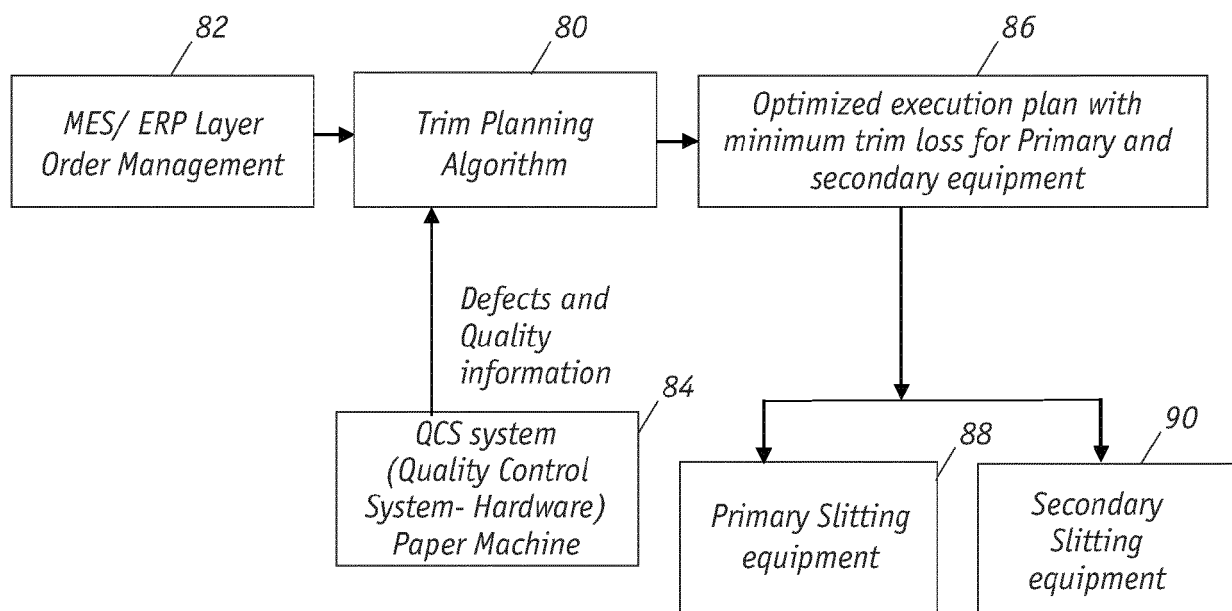 82
80
86
MES/ ERP Layer
Order Management
Trim Planning
Algorithm
Optimized execution plan with
minimum trim loss for Primary and
secondary equipment
Defects and
Quality
information
84
QCS system
(Quality Control
System- Hardware)
Paper Machine
88
Primary Slitting
equipment
90
Secondary
Slitting
equipment